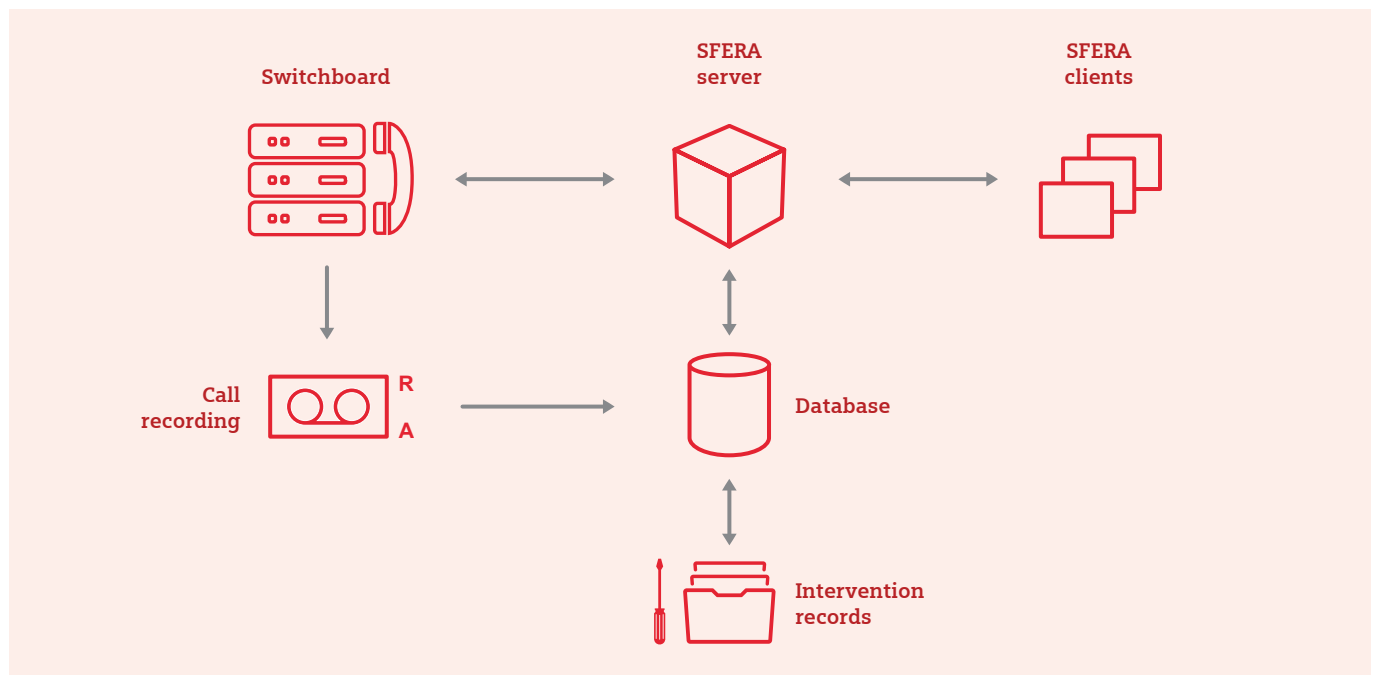 Switchboard
SFERA
server
SFERA
clients
Call
recording
R
A
Database
Intervention
records